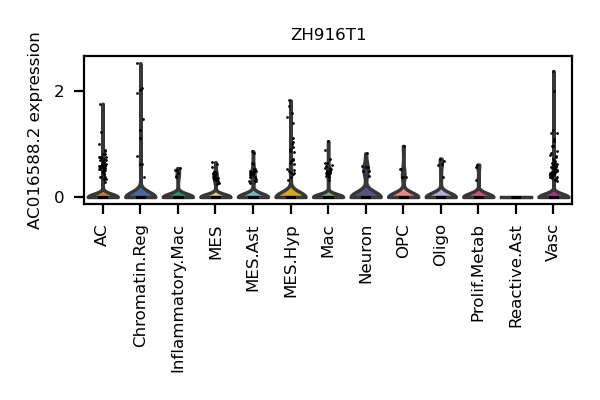 ZH916T1
AC016588.2 expression
2
0
AC
Chromatin.Reg
Inflammatory.Mac
MES
MES.Ast
MES.Hyp
Mac
Neuron
OPC
Oligo
Prolif.Metab
Reactive.Ast
Vasc